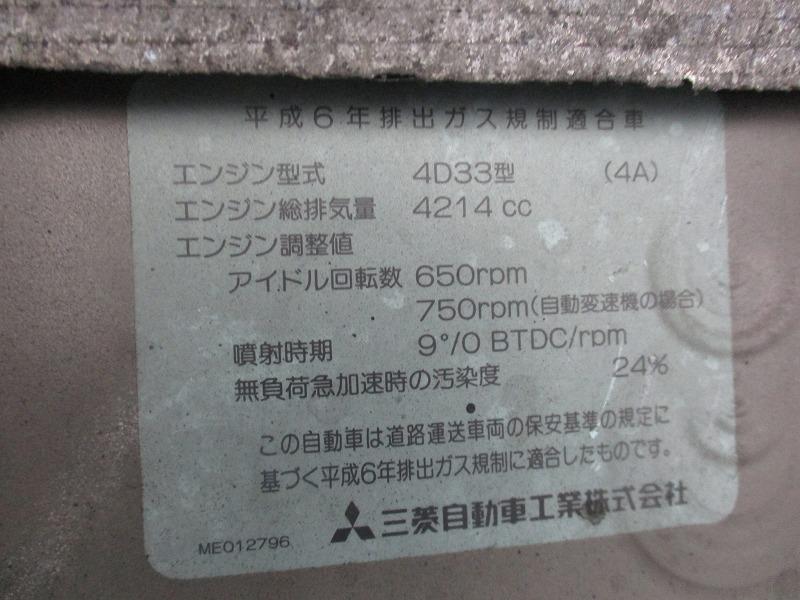 平成6年排出ガス規制適合車
エンジン型式 4D33型 (4A)
エンジン総排気量 4214 cc
エンジン調整値
アイドル回転数 650rpm
750rpm(自動変速機の場合)
噴射時期 9°/0 BTDC/rpm
無負荷急加速時の汚染度 24%
この自動車は道路運送車両の保安基準の規定に
基づく平成6年排出ガス規制に適合したものです。
三菱自動車工業株式会社
ME012796